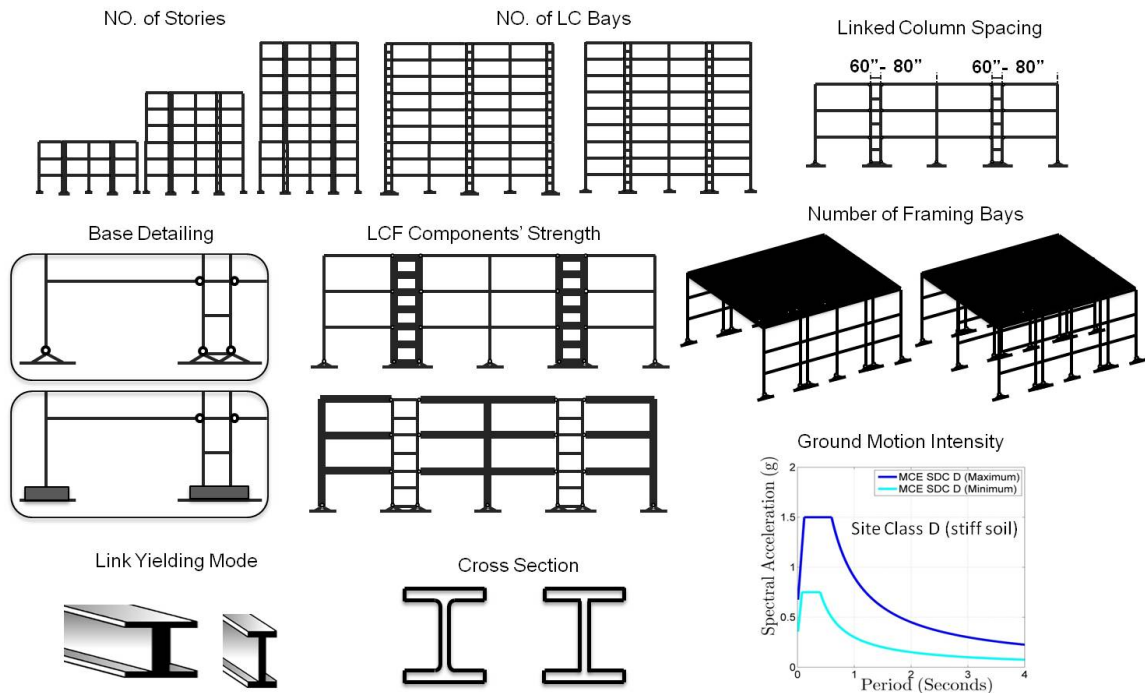 NO. of Stories
NO. of LC Bays
Linked Column Spacing
60”- 80”
60”- 80”
Base Detailing
LCF Components’ Strength
Number of Framing Bays
Ground Motion Intensity
Spectral Acceleration (g)
2
1.5
1
0.5
0
MCE SDC D (Maximum)
MCE SDC D (Minimum)
Site Class D (stiff soil)
0 1 2 3 4
Period (Seconds)
Link Yielding Mode
Cross Section